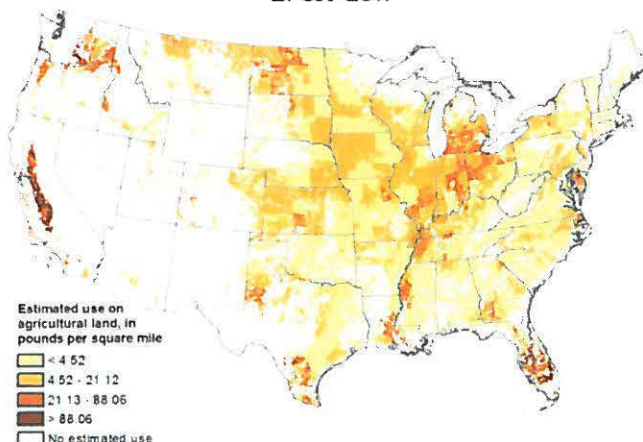 Estimated use on
agricultural land, in
pounds per square mile
< 4.52
4.52 - 21.12
21.13 - 88.06
> 88.06
No estimated use